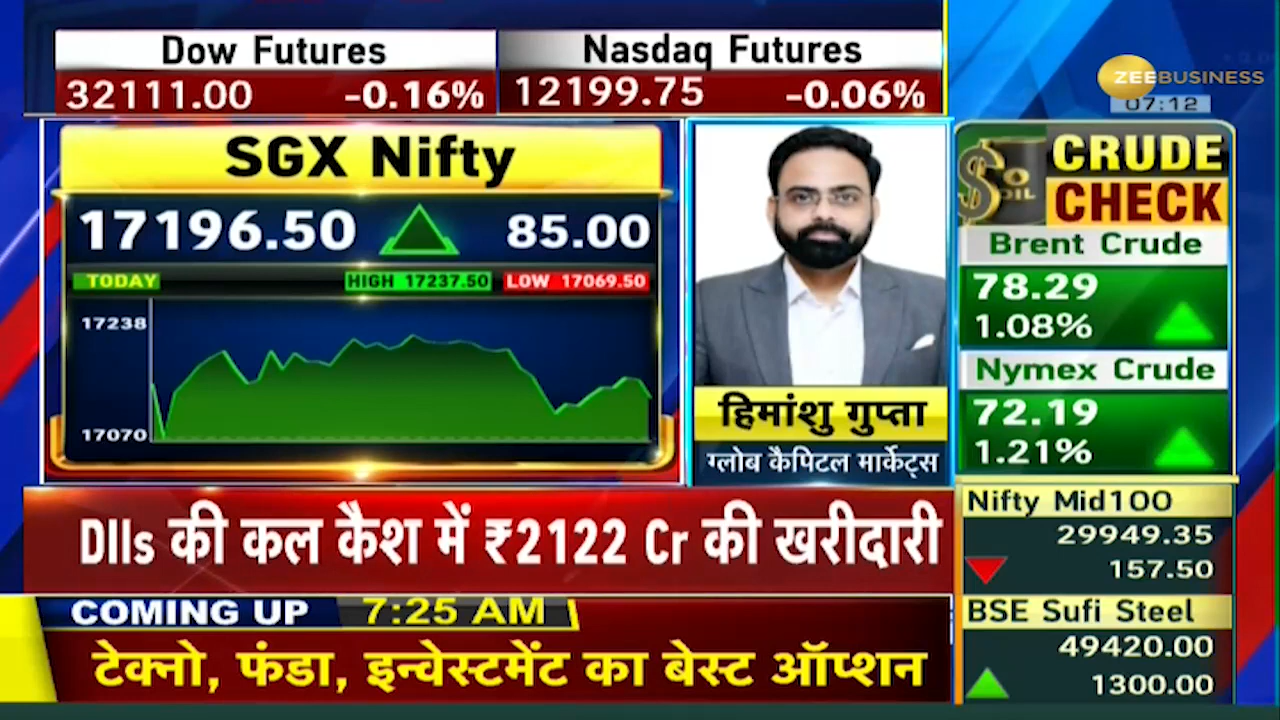 Dow Futures
32111.00 -0.16%
Nasdaq Futures
12199.75 -0.06%
ZEEBUSINESS
07:12
SGX Nifty
17196.50 85.00
TODAY HIGH 17237.50 LOW 17069.50
17238
17070
हिमांशु गुप्ता
ग्लोब कैपिटल मार्केट्स
$ OIL
CRUDE
CHECK
Brent Crude
78.29
1.08%
Nymex Crude
72.19
1.21%
DIIs की कल कैश में ₹2122 Cr की खरीदारी
Nifty Mid100
29949.35
157.50
BSE Sufi Steel
49420.00
1300.00
COMING UP 7:25 AM
टेक्नो, फंडा, इन्वेस्टमेंट का बेस्ट ऑप्शन